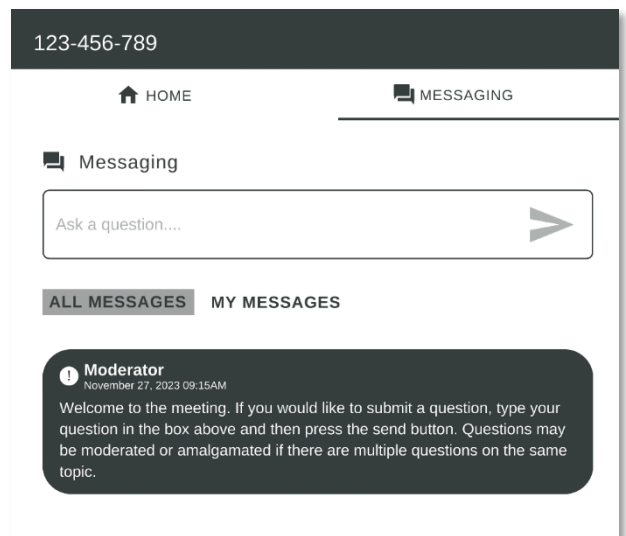 123-456-789
HOME
MESSAGING
Messaging
Ask a question....
ALL MESSAGES
MY MESSAGES
!
Moderator
November 27, 2023 09:15AM
Welcome to the meeting. If you would like to submit a question, type your
question in the box above and then press the send button. Questions may
be moderated or amalgamated if there are multiple questions on the same
topic.